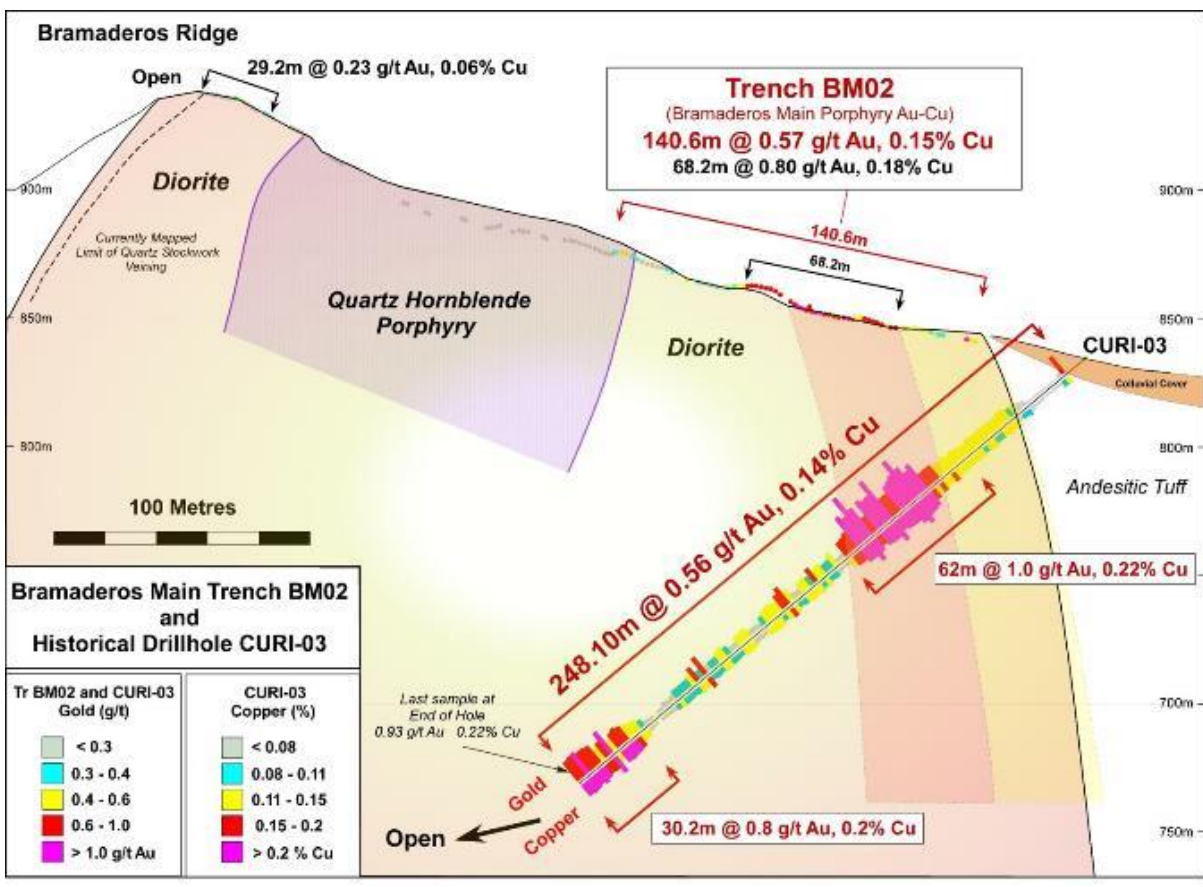 Bramaderos Ridge
Open
29.2m @ 0.23 g/t Au, 0.06% Cu
Trench BM02
(Bramaderos Main Porphyry Au-Cu)
140.6m @ 0.57 g/t Au, 0.15% Cu
68.2m @ 0.80 g/t Au, 0.18% Cu
900m
900m
Diorite
Currently Mapped
Limit of Quartz Stockwork
Veining
140.6m
68.2m
Quartz Hornblende
Porphyry
850m
850m
Diorite
CURI-03
Colluvial Cover
800m
800m
248.10m @ 0.56 g/t Au, 0.14% Cu
Andesitic Tuff
100 Metres
62m @ 1.0 g/t Au, 0.22% Cu
Bramaderos Main Trench BM02
and
Historical Drillhole CURI-03
Tr BM02 and CURI-03
Gold (g/t)
< 0.3
0.3 - 0.4
0.4 - 0.6
0.6 - 1.0
> 1.0 g/t Au
CURI-03
Copper (%)
< 0.08
0.08 - 0.11
0.11 - 0.15
0.15 - 0.2
> 0.2 % Cu
Last sample at
End of Hole
0.93 g/t Au 0.22% Cu
700m
Gold
Copper
Open
30.2m @ 0.8 g/t Au, 0.2% Cu
750m